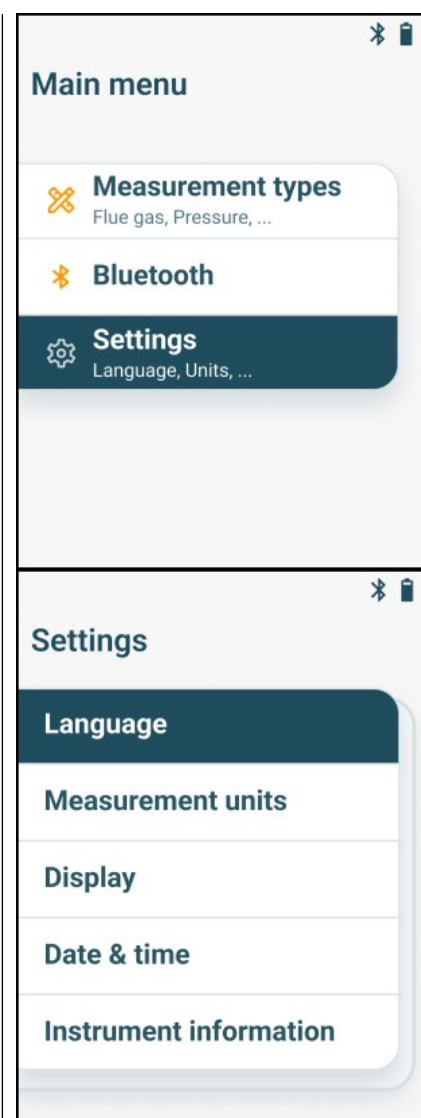 Main menu
Measurement types
Flue gas, Pressure, ...
Bluetooth
Settings
Language, Units, ...
Settings
Language
Measurement units
Display
Date & time
Instrument information